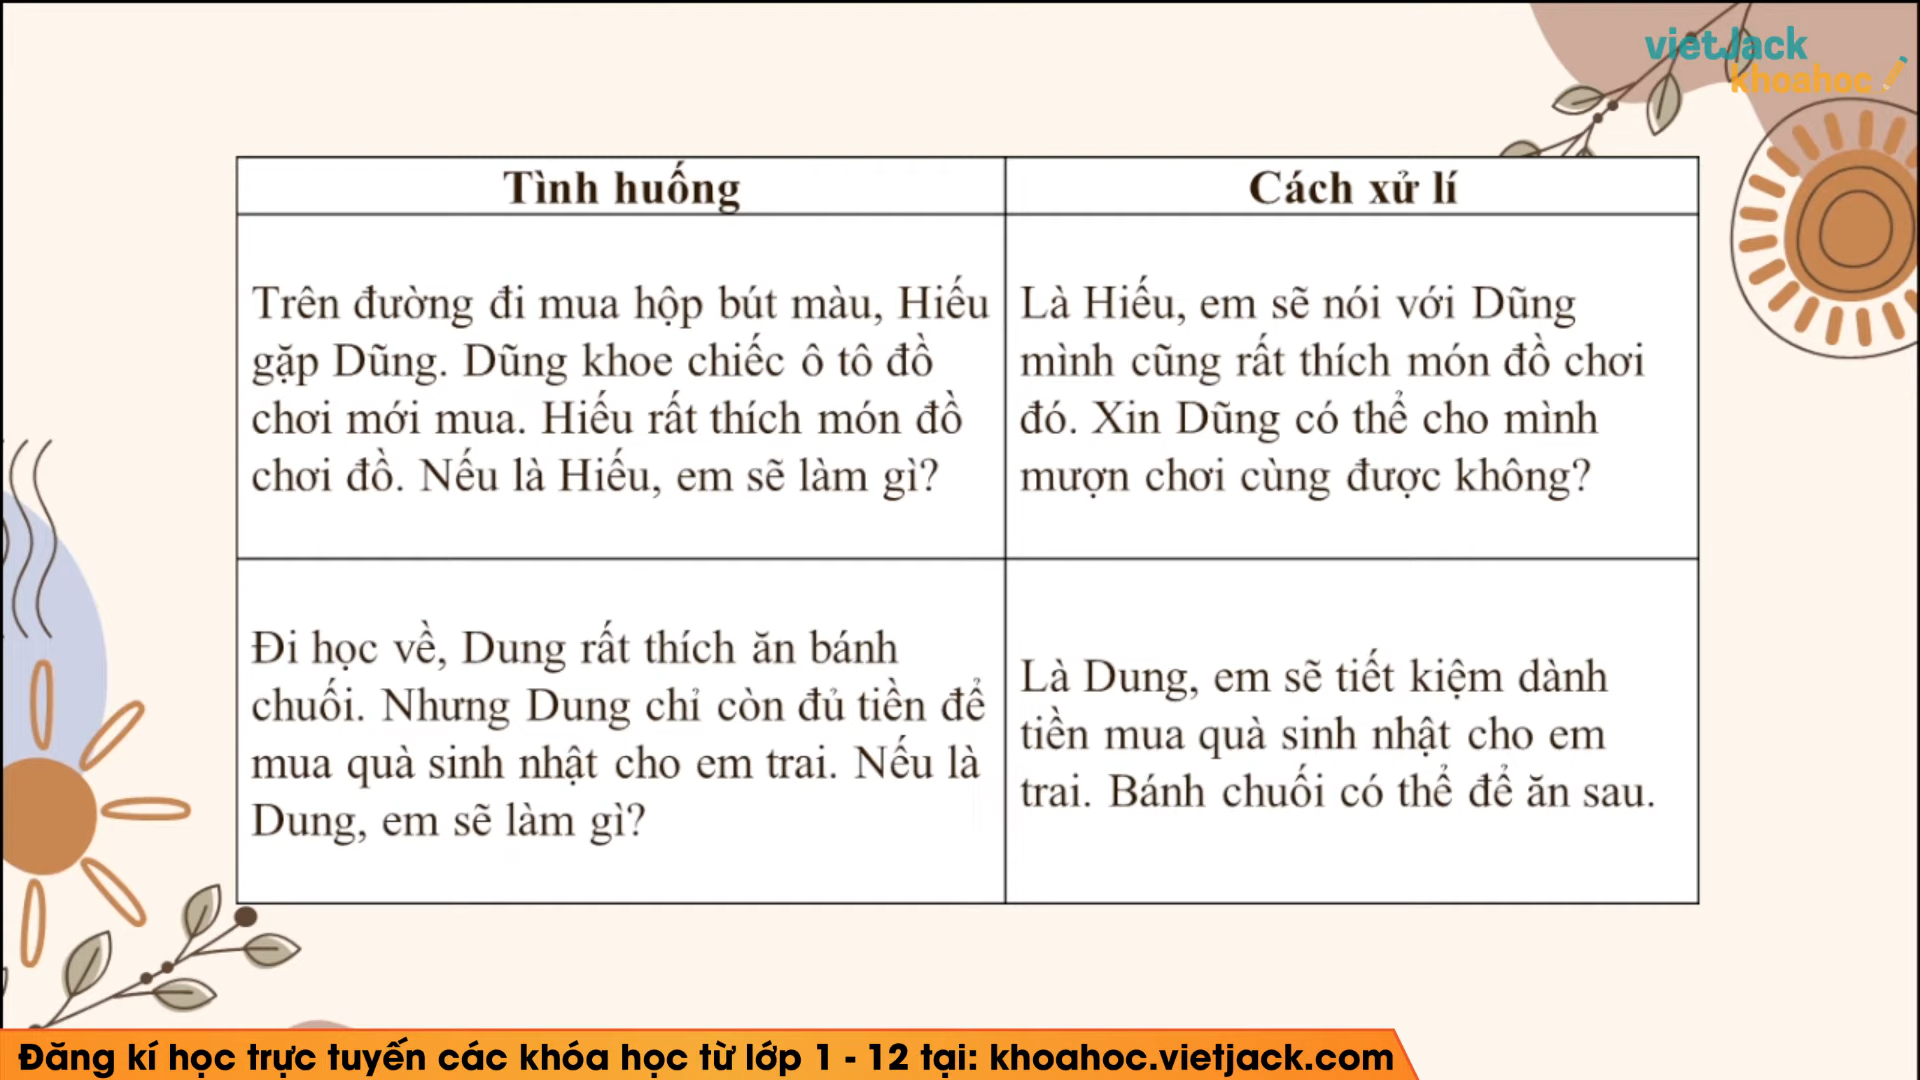 vietJack
khoahoc
Tình huống
Cách xử lí
Trên đường đi mua hộp bút màu, Hiếu
gặp Dũng. Dũng khoe chiếc ô tô đồ
chơi mới mua. Hiếu rất thích món đồ
chơi đồ. Nếu là Hiếu, em sẽ làm gì?
Là Hiếu, em sẽ nói với Dũng
mình cũng rất thích món đồ chơi
đó. Xin Dũng có thể cho mình
mượn chơi cùng được không?
Đi học về, Dung rất thích ăn bánh
chuối. Nhưng Dung chỉ còn đủ tiền để
mua quà sinh nhật cho em trai. Nếu là
Dung, em sẽ làm gì?
Là Dung, em sẽ tiết kiệm dành
tiền mua quà sinh nhật cho em
trai. Bánh chuối có thể để ăn sau.
Đăng kí học trực tuyến các khóa học từ lớp 1 - 12 tại: khoahoc.vietjack.com